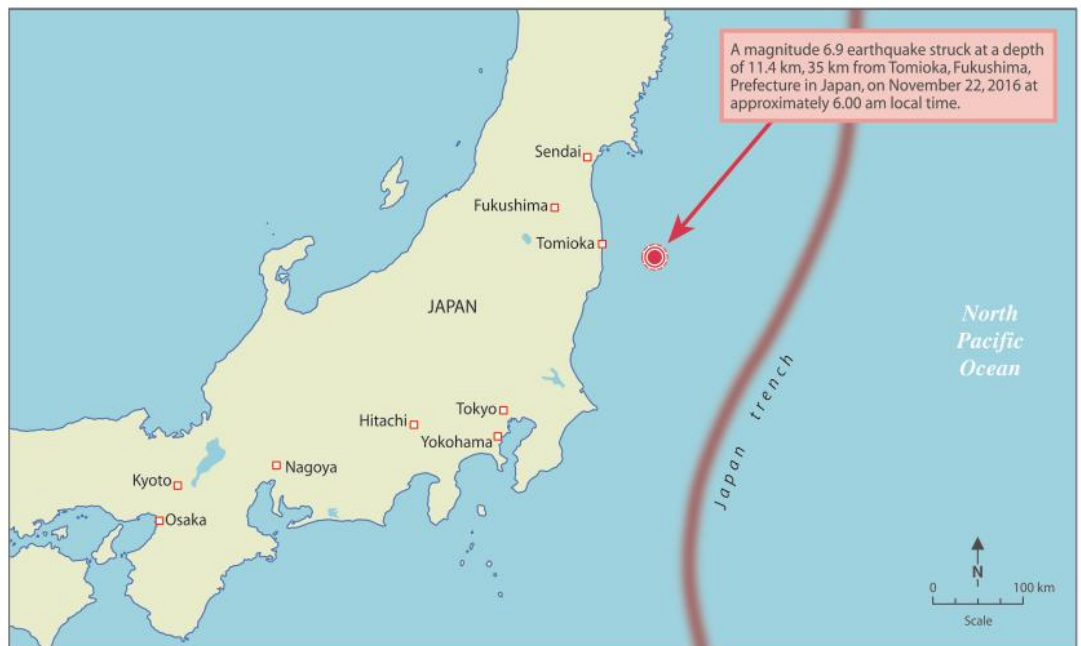 A magnitude 6.9 earthquake struck at a depth
of 11.4 km, 35 km from Tomioka, Fukushima,
Prefecture in Japan, on November 22, 2016 at
approximately 6.00 am local time.
Sendai
Fukushima
Tomioka
JAPAN
North
Pacific
Ocean
Japan trench
Tokyo
Hitachi
Yokohama
Nagoya
Kyoto
Osaka
N
0 100 km
Scale